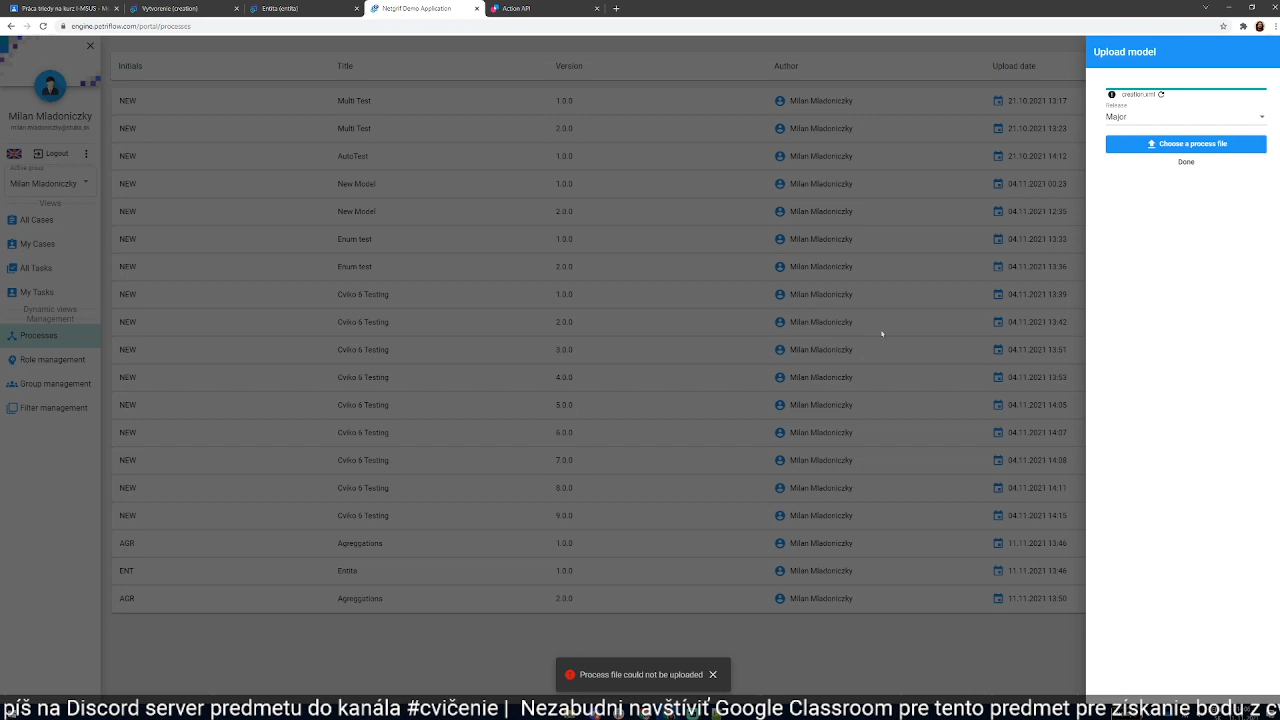 Práca triedy na kurz I-MSUS - M
Vytvorenie (creation)
Entita (entita)
Netgrif Demo Application
Action API
engine.petriflow.com/portal/processes
Milan Mladoniczky
milan.mladoniczky@stuba.sk
Logout
Active group
Milan Mladoniczky
Views
All Cases
My Cases
All Tasks
My Tasks
Dynamic views
Management
Processes
Role management
Group management
Filter management
Initials Title Version Author Upload date
NEW Multi Test 1.0.0 Milan Mladoniczky 21.10.2021 13:17
NEW Multi Test 2.0.0 Milan Mladoniczky 21.10.2021 13:23
NEW AutoTest 1.0.0 Milan Mladoniczky 21.10.2021 14:12
NEW New Model 1.0.0 Milan Mladoniczky 04.11.2021 00:23
NEW New Model 2.0.0 Milan Mladoniczky 04.11.2021 12:35
NEW Enum test 1.0.0 Milan Mladoniczky 04.11.2021 13:33
NEW Enum test 2.0.0 Milan Mladoniczky 04.11.2021 13:36
NEW Cviko 6 Testing 1.0.0 Milan Mladoniczky 04.11.2021 13:39
NEW Cviko 6 Testing 2.0.0 Milan Mladoniczky 04.11.2021 13:42
NEW Cviko 6 Testing 3.0.0 Milan Mladoniczky 04.11.2021 13:51
NEW Cviko 6 Testing 4.0.0 Milan Mladoniczky 04.11.2021 13:53
NEW Cviko 6 Testing 5.0.0 Milan Mladoniczky 04.11.2021 14:05
NEW Cviko 6 Testing 6.0.0 Milan Mladoniczky 04.11.2021 14:07
NEW Cviko 6 Testing 7.0.0 Milan Mladoniczky 04.11.2021 14:08
NEW Cviko 6 Testing 8.0.0 Milan Mladoniczky 04.11.2021 14:11
NEW Cviko 6 Testing 9.0.0 Milan Mladoniczky 04.11.2021 14:15
AGR Agreggations 1.0.0 Milan Mladoniczky 11.11.2021 13:46
ENT Entita 1.0.0 Milan Mladoniczky 11.11.2021 13:46
AGR Agreggations 2.0.0 Milan Mladoniczky 11.11.2021 13:50
Upload model
creation.xml
Release
Major
Choose a process file
Done
Process file could not be uploaded
píš na Discord server predmetu do kanála #cvičenie | Nezabudni navštíviť Google Classroom pre tento predmet pre získanie bodu z c